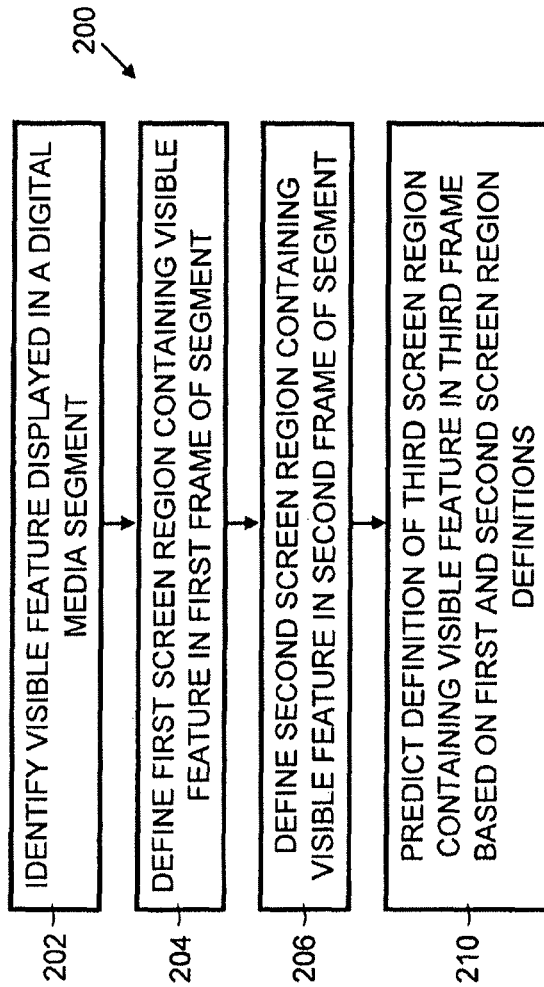 200
202
IDENTIFY VISIBLE FEATURE DISPLAYED IN A DIGITAL
MEDIA SEGMENT
204
DEFINE FIRST SCREEN REGION CONTAINING VISIBLE
FEATURE IN FIRST FRAME OF SEGMENT
206
DEFINE SECOND SCREEN REGION CONTAINING
VISIBLE FEATURE IN SECOND FRAME OF SEGMENT
210
PREDICT DEFINITION OF THIRD SCREEN REGION
CONTAINING VISIBLE FEATURE IN THIRD FRAME
BASED ON FIRST AND SECOND SCREEN REGION
DEFINITIONS